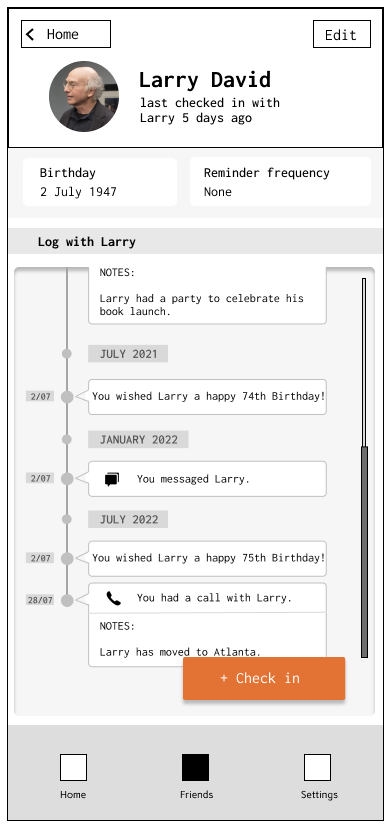 Home
Edit
Larry David
last checked in with
Larry 5 days ago
Birthday
2 July 1947
Reminder frequency
None
Log with Larry
NOTES:
Larry had a party to celebrate his
book launch.
JULY 2021
2/07
You wished Larry a happy 74th Birthday!
JANUARY 2022
2/07
You messaged Larry.
JULY 2022
2/07
You wished Larry a happy 75th Birthday!
28/07
You had a call with Larry.
NOTES:
Larry has moved to Atlanta.
+ Check in
Home
Friends
Settings